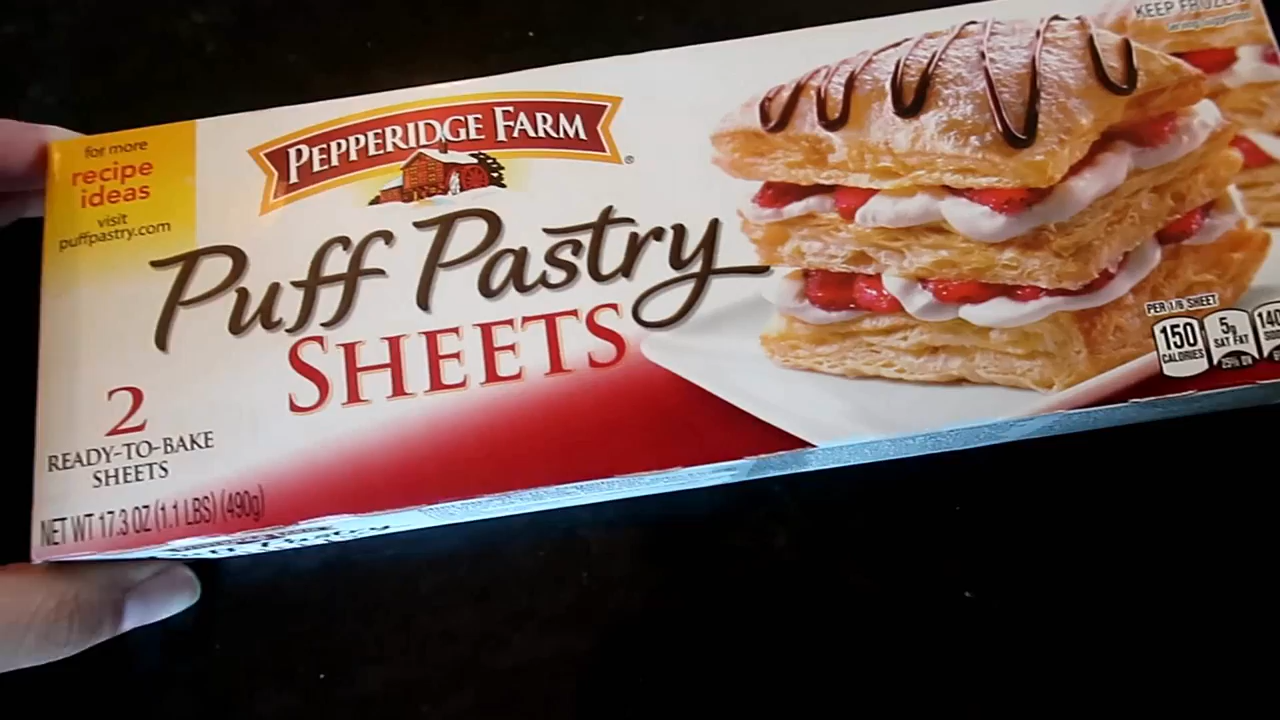 for more
recipe
ideas
visit
puffpastry.com
PEPPERIDGE FARM
®
Puff Pastry
SHEETS
2
READY-TO-BAKE
SHEETS
NET WT 17.3 OZ (1.1 LBS) (490g)
KEEP FROZEN
PER 1/6 SHEET
150
CALORIES
5g
SAT FAT
25% DV
140